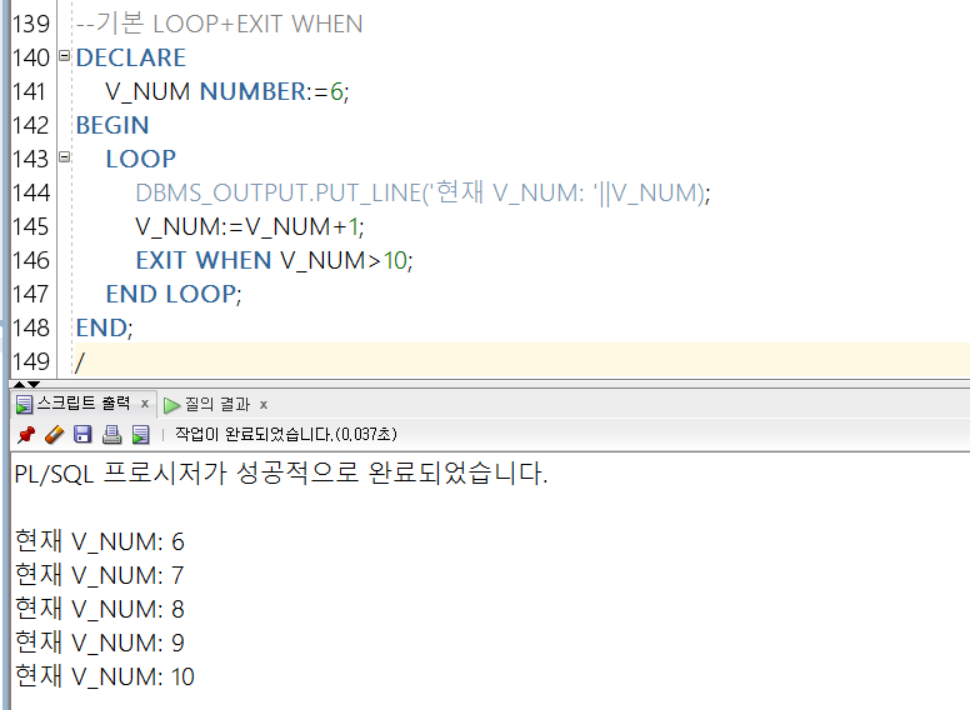 139 --기본 LOOP+EXIT WHEN
140 DECLARE
141 V_NUM NUMBER:=6;
142 BEGIN
143 LOOP
144 DBMS_OUTPUT.PUT_LINE('현재 V_NUM: '||V_NUM);
145 V_NUM:=V_NUM+1;
146 EXIT WHEN V_NUM>10;
147 END LOOP;
148 END;
149 /
스크립트 출력 x 질의 결과 x
작업이 완료되었습니다.(0.037초)
PL/SQL 프로시저가 성공적으로 완료되었습니다.
현재 V_NUM: 6
현재 V_NUM: 7
현재 V_NUM: 8
현재 V_NUM: 9
현재 V_NUM: 10